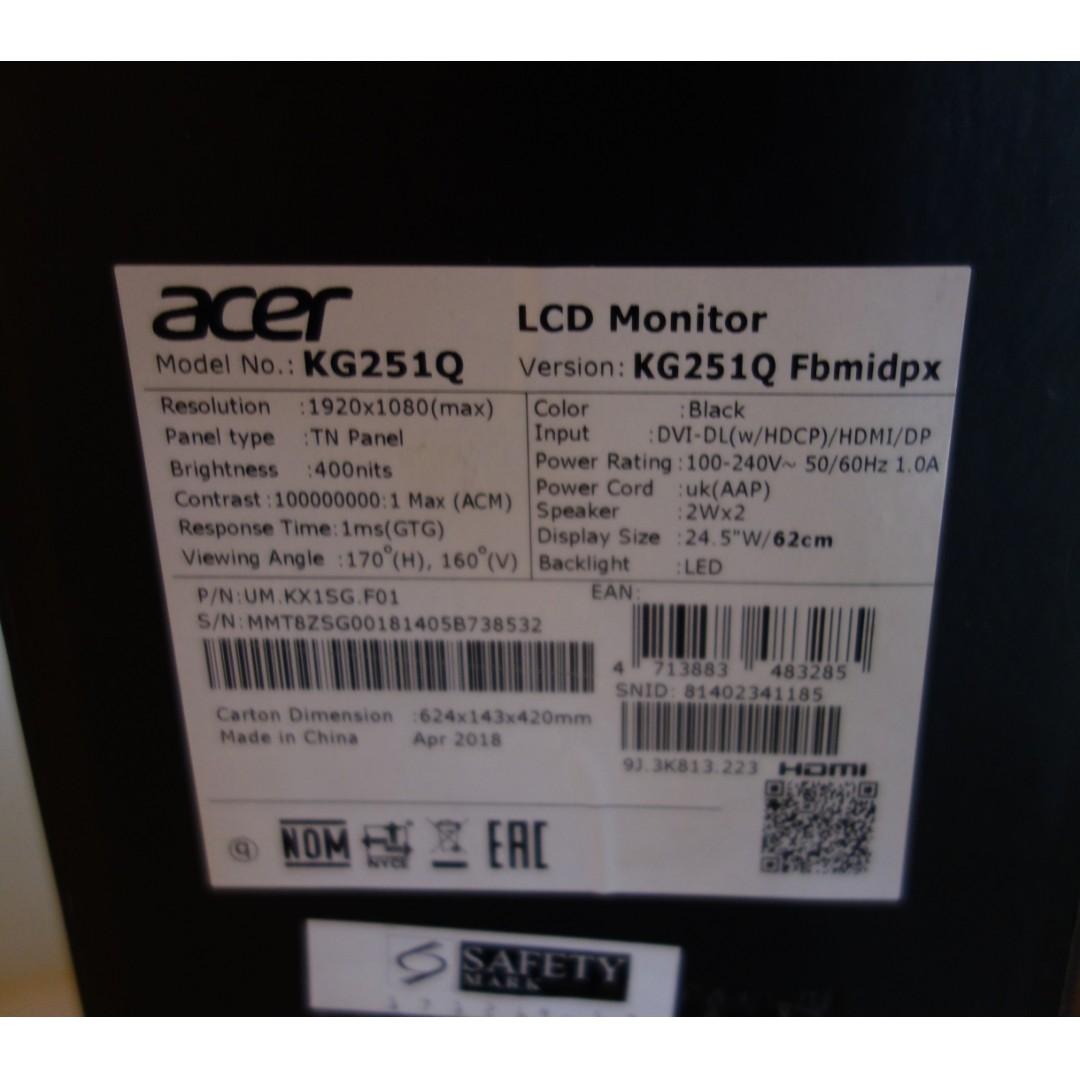 acer
LCD Monitor
Model No.: KG251Q
Version: KG251Q Fbmidpx
Resolution :1920x1080(max)
Panel type :TN Panel
Brightness :400nits
Contrast :100000000:1 Max (ACM)
Response Time:1ms(GTG)
Viewing Angle :170°(H), 160°(V)
Color :Black
Input :DVI-DL(w/HDCP)/HDMI/DP
Power Rating :100-240V~ 50/60Hz 1.0A
Power Cord :uk(AAP)
Speaker :2Wx2
Display Size :24.5"W/62cm
Backlight :LED
P/N:UM.KX1SG.F01
S/N:MMT8ZSG00181405B738532
EAN:
4 713883 483285
SNID: 81402341185
Carton Dimension :624x143x420mm
Made in China Apr 2018
9J.3K813.223 HDMI
NOM
NYCE
EAC
SAFETY
MARK